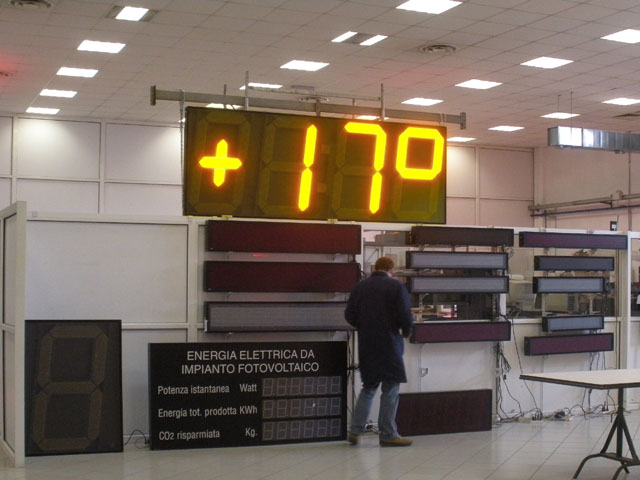 +17°
ENERGIA ELETTRICA DA
IMPIANTO FOTOVOLTAICO
Potenza istantanea Watt
Energia tot. prodotta KWh
CO2 risparmiata Kg.